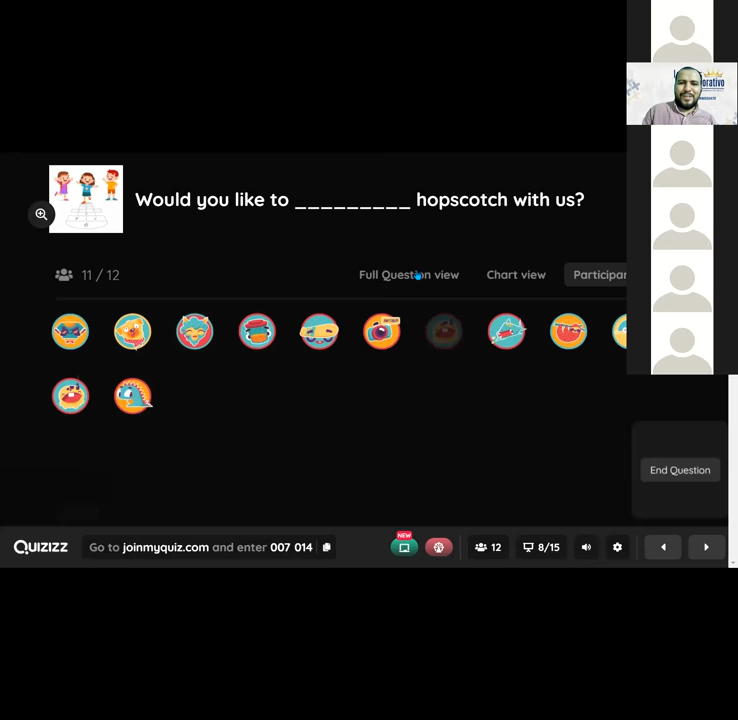 orativo
Would you like to _________ hopscotch with us?
11 / 12
Full Question view
Chart view
Participan
End Question
QUIZIZZ
Go to joinmyquiz.com and enter 007 014
NEW
12
8/15